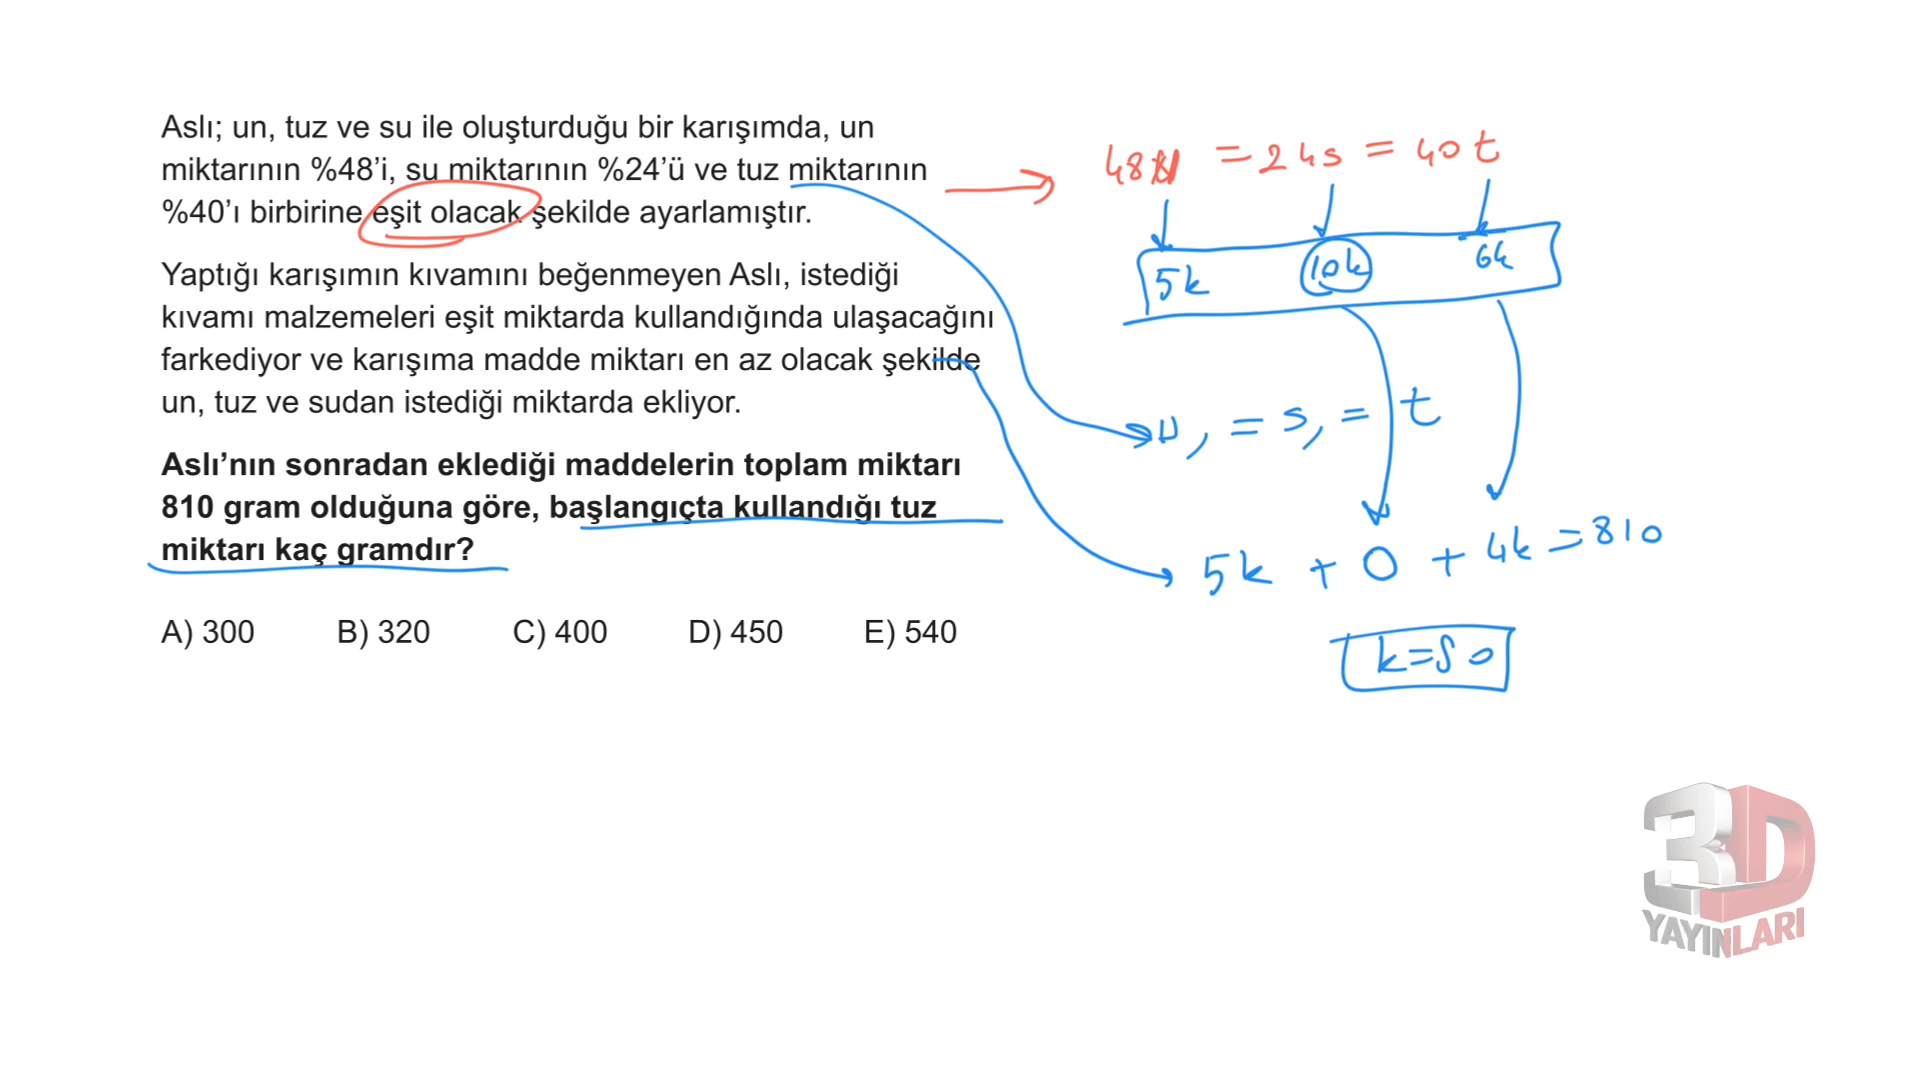 Aslı; un, tuz ve su ile oluşturduğu bir karışımda, un
miktarının %48’i, su miktarının %24’ü ve tuz miktarının
%40’ı birbirine eşit olacak şekilde ayarlamıştır.
Yaptığı karışımın kıvamını beğenmeyen Aslı, istediği
kıvamı malzemeleri eşit miktarda kullandığında ulaşacağını
farkediyor ve karışıma madde miktarı en az olacak şekilde
un, tuz ve sudan istediği miktarda ekliyor.
Aslı’nın sonradan eklediği maddelerin toplam miktarı
810 gram olduğuna göre, başlangıçta kullandığı tuz
miktarı kaç gramdır?
A) 300 B) 320 C) 400 D) 450 E) 540
48u = 24s = 40t
5k 10k 6k
u, = s, = t
5k + 0 + 4k = 810
3D
YAYINLARI